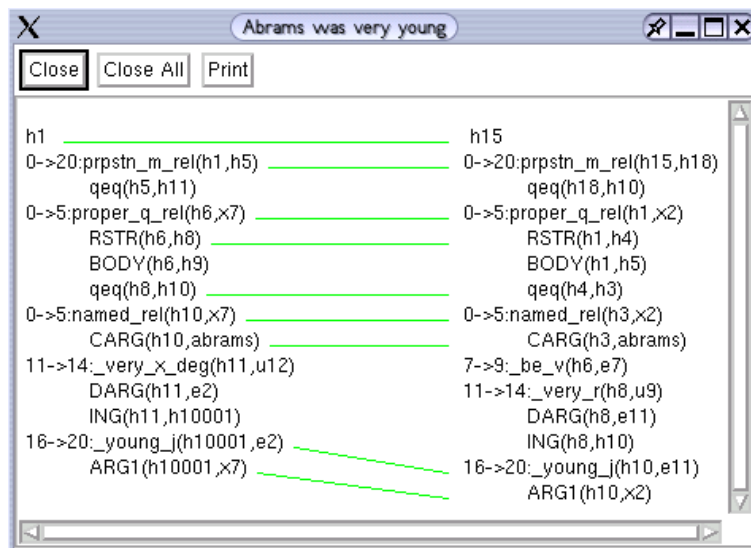 Abrams was very young
Close Close All Print
h1 h15
0->20:prpstn_m_rel(h1,h5) 0->20:prpstn_m_rel(h15,h18)
qeq(h5,h11) qeq(h18,h10)
0->5:proper_q_rel(h6,x7) 0->5:proper_q_rel(h1,x2)
RSTR(h6,h8) RSTR(h1,h4)
BODY(h6,h9) BODY(h1,h5)
qeq(h8,h10) qeq(h4,h3)
0->5:named_rel(h10,x7) 0->5:named_rel(h3,x2)
CARG(h10,abrams) CARG(h3,abrams)
11->14:_very_x_deg(h11,u12) 7->9:_be_v(h6,e7)
DARG(h11,e2) 11->14:_very_r(h8,u9)
ING(h11,h10001) DARG(h8,e11)
16->20:_young_j(h10001,e2) ING(h8,h10)
ARG1(h10001,x7) 16->20:_young_j(h10,e11)
ARG1(h10,x2)